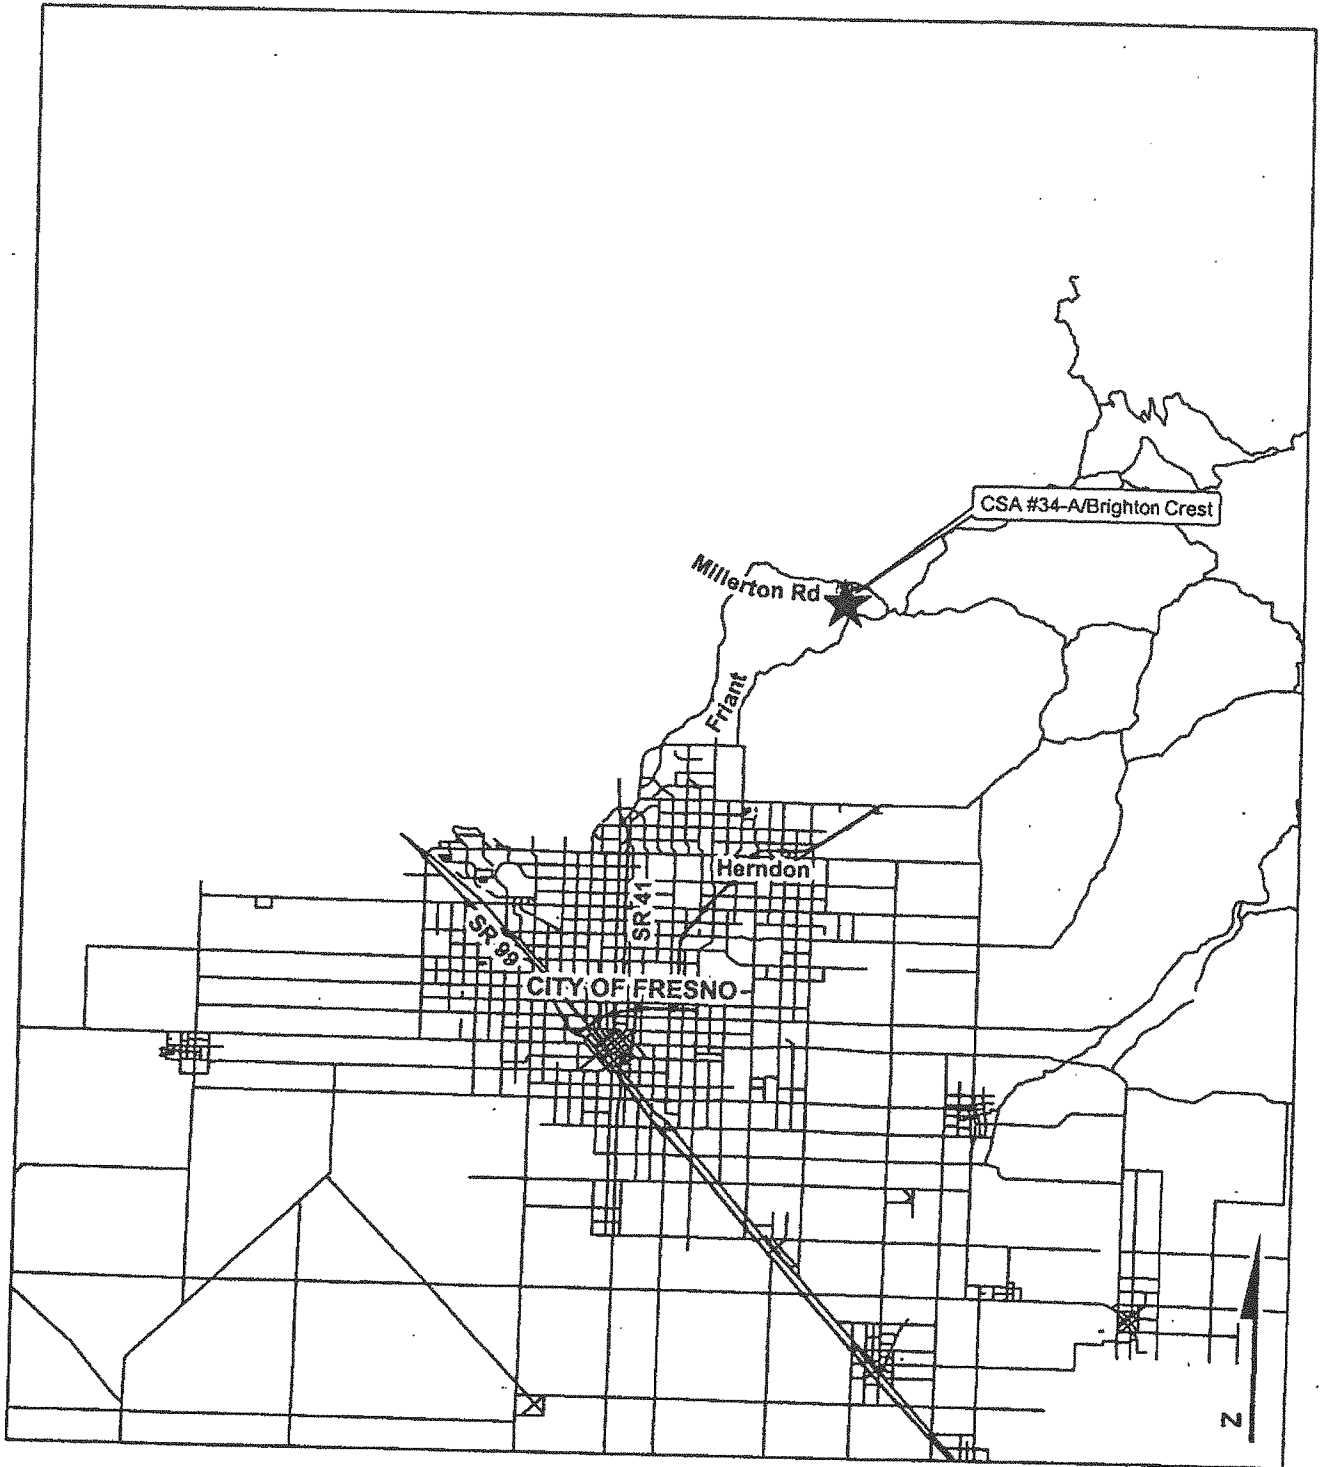 CSA #34-A/Brighton Crest
Millerton Rd
Friant
Herndon
SR 41
SR 99
CITY OF FRESNO
N